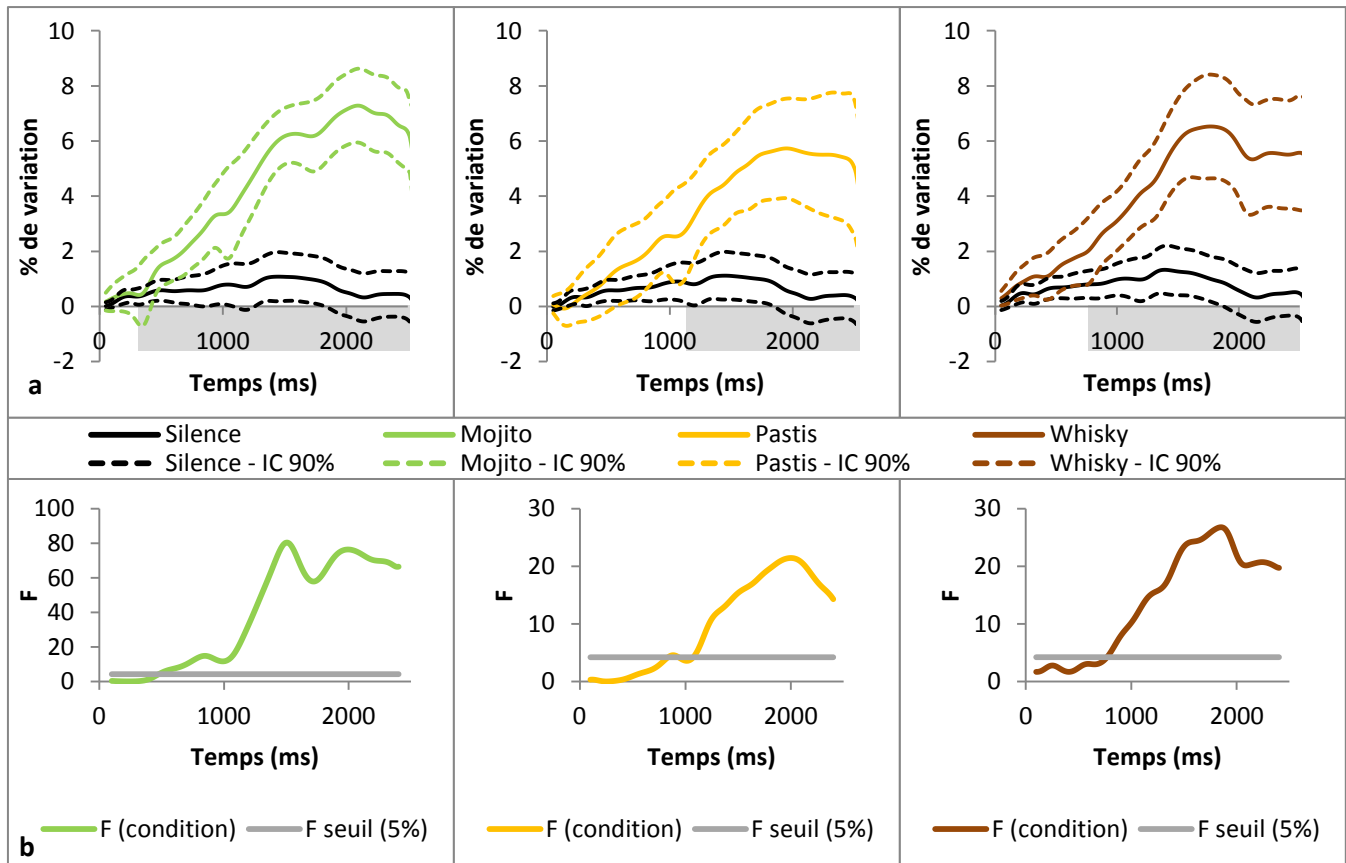 10
8
6
4
2
0
-2
% de variation
0 1000 2000
Temps (ms)
a
10
8
6
4
2
0
-2
% de variation
0 1000 2000
Temps (ms)
10
8
6
4
2
0
-2
% de variation
0 1000 2000
Temps (ms)
Silence Mojito Pastis Whisky
Silence - IC 90% Mojito - IC 90% Pastis - IC 90% Whisky - IC 90%
100
80
60
40
20
0
F
0 1000 2000
Temps (ms)
F (condition) F seuil (5%)
b
30
20
10
0
F
0 1000 2000
Temps (ms)
F (condition) F seuil (5%)
30
20
10
0
F
0 1000 2000
Temps (ms)
F (condition) F seuil (5%)